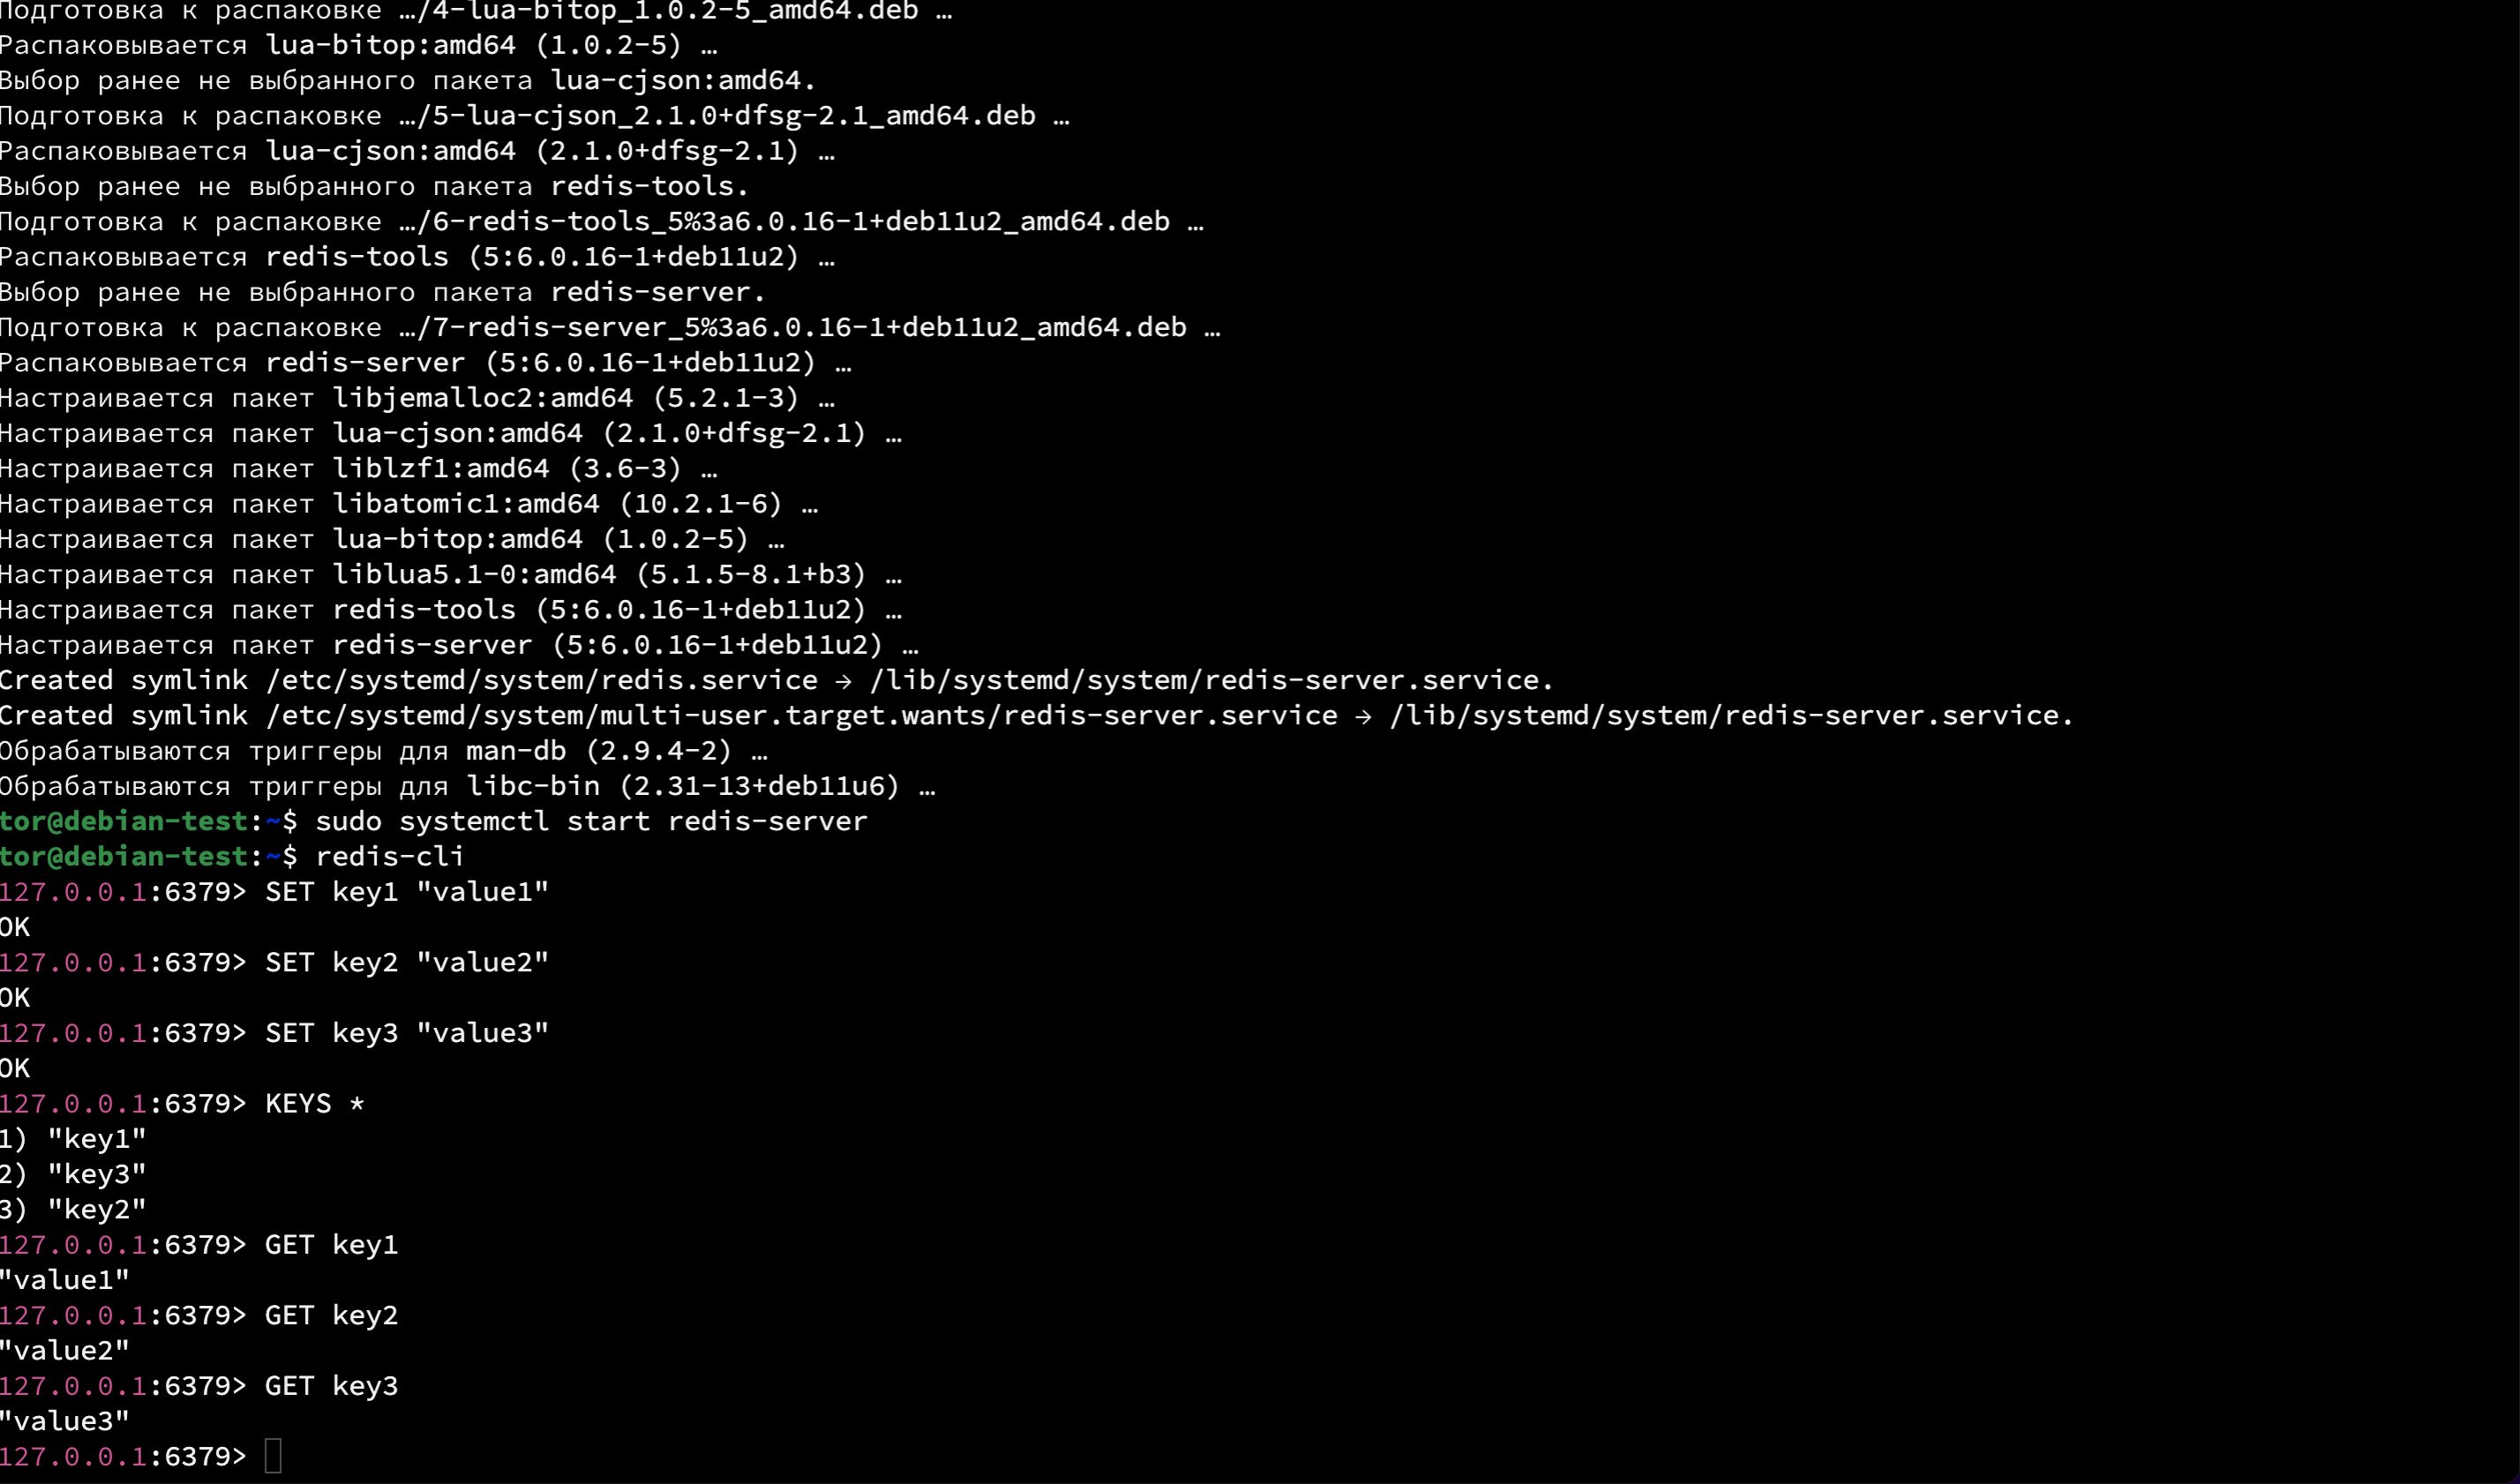 Подготовка к распаковке …/4-lua-bitop_1.0.2-5_amd64.deb …
Распаковывается lua-bitop:amd64 (1.0.2-5) …
Выбор ранее не выбранного пакета lua-cjson:amd64.
Подготовка к распаковке …/5-lua-cjson_2.1.0+dfsg-2.1_amd64.deb …
Распаковывается lua-cjson:amd64 (2.1.0+dfsg-2.1) …
Выбор ранее не выбранного пакета redis-tools.
Подготовка к распаковке …/6-redis-tools_5%3a6.0.16-1+deb11u2_amd64.deb …
Распаковывается redis-tools (5:6.0.16-1+deb11u2) …
Выбор ранее не выбранного пакета redis-server.
Подготовка к распаковке …/7-redis-server_5%3a6.0.16-1+deb11u2_amd64.deb …
Распаковывается redis-server (5:6.0.16-1+deb11u2) …
Настраивается пакет libjemalloc2:amd64 (5.2.1-3) …
Настраивается пакет lua-cjson:amd64 (2.1.0+dfsg-2.1) …
Настраивается пакет liblzf1:amd64 (3.6-3) …
Настраивается пакет libatomic1:amd64 (10.2.1-6) …
Настраивается пакет lua-bitop:amd64 (1.0.2-5) …
Настраивается пакет liblua5.1-0:amd64 (5.1.5-8.1+b3) …
Настраивается пакет redis-tools (5:6.0.16-1+deb11u2) …
Настраивается пакет redis-server (5:6.0.16-1+deb11u2) …
Created symlink /etc/systemd/system/redis.service → /lib/systemd/system/redis-server.service.
Created symlink /etc/systemd/system/multi-user.target.wants/redis-server.service → /lib/systemd/system/redis-server.service.
Обрабатываются триггеры для man-db (2.9.4-2) …
Обрабатываются триггеры для libc-bin (2.31-13+deb11u6) …
tor@debian-test:~$ sudo systemctl start redis-server
tor@debian-test:~$ redis-cli
127.0.0.1:6379> SET key1 "value1"
OK
127.0.0.1:6379> SET key2 "value2"
OK
127.0.0.1:6379> SET key3 "value3"
OK
127.0.0.1:6379> KEYS *
1) "key1"
2) "key3"
3) "key2"
127.0.0.1:6379> GET key1
"value1"
127.0.0.1:6379> GET key2
"value2"
127.0.0.1:6379> GET key3
"value3"
127.0.0.1:6379>